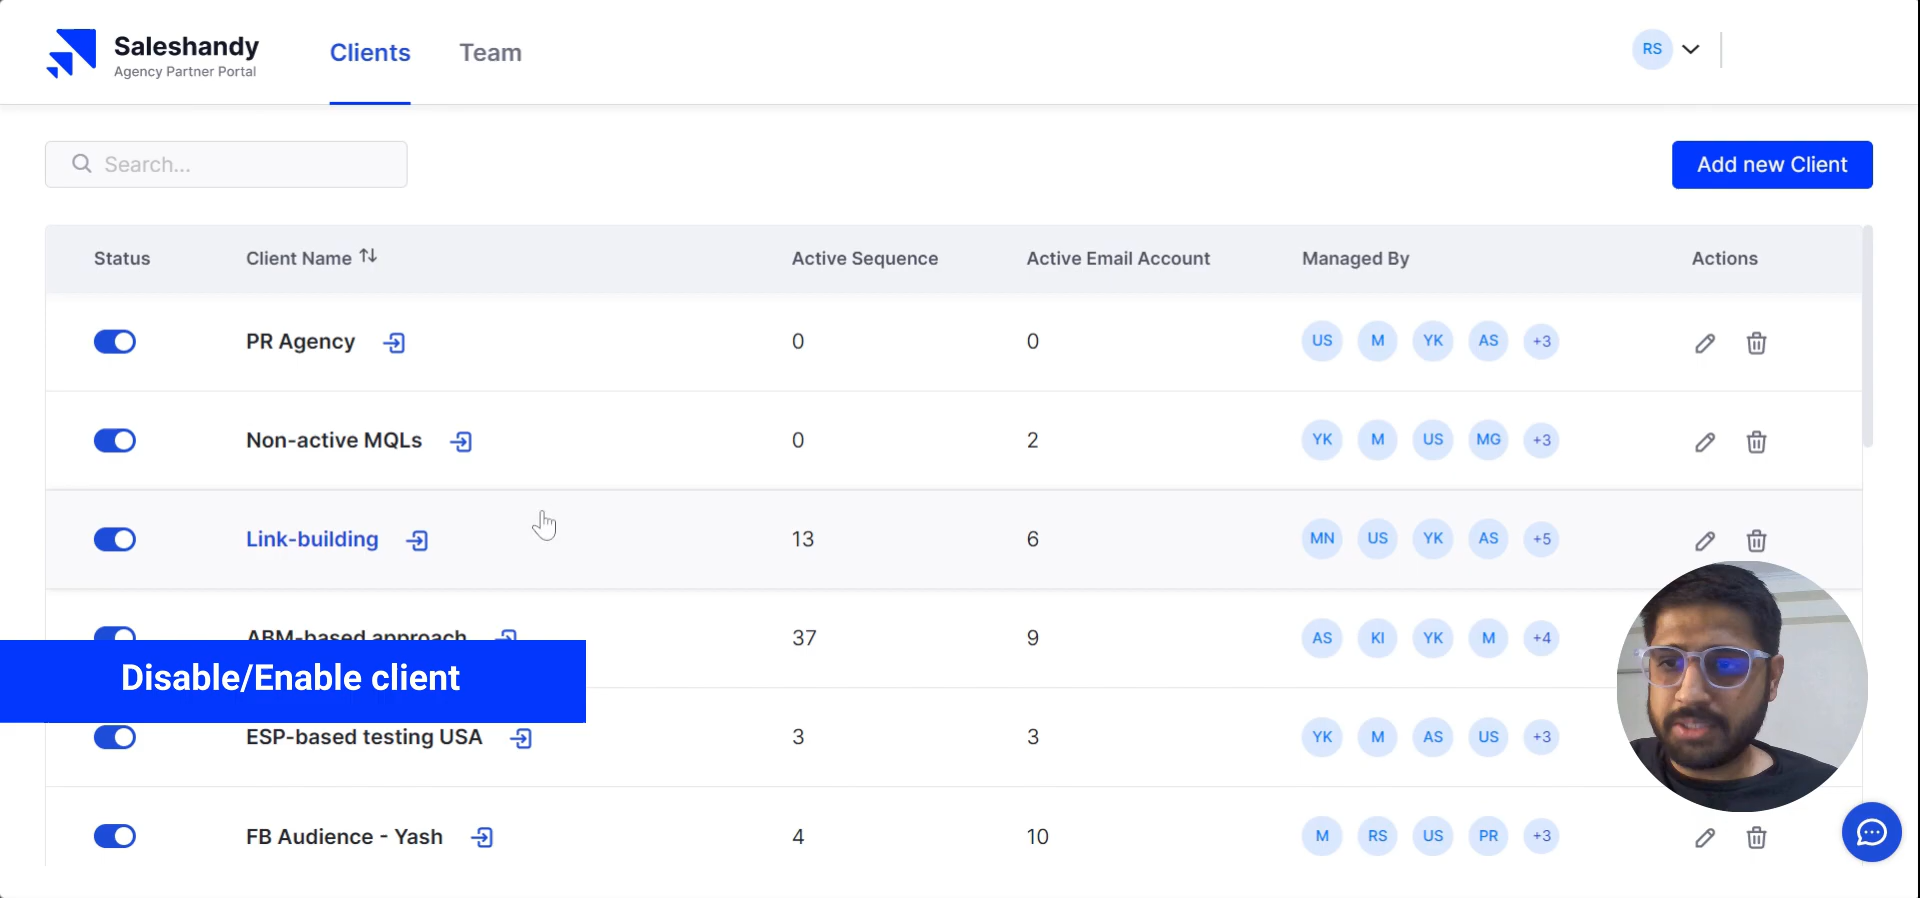 Saleshandy
Agency Partner Portal
Clients
Team
RS
Search...
Add new Client
Status
Client Name
Active Sequence
Active Email Account
Managed By
Actions
PR Agency
0
0
US M YK AS +3
Non-active MQLs
0
2
YK M US MG +3
Link-building
13
6
MN US YK AS +5
ABM-based approach
37
9
AS KI YK M +4
Disable/Enable client
ESP-based testing USA
3
3
YK M AS US +3
FB Audience - Yash
4
10
M RS US PR +3